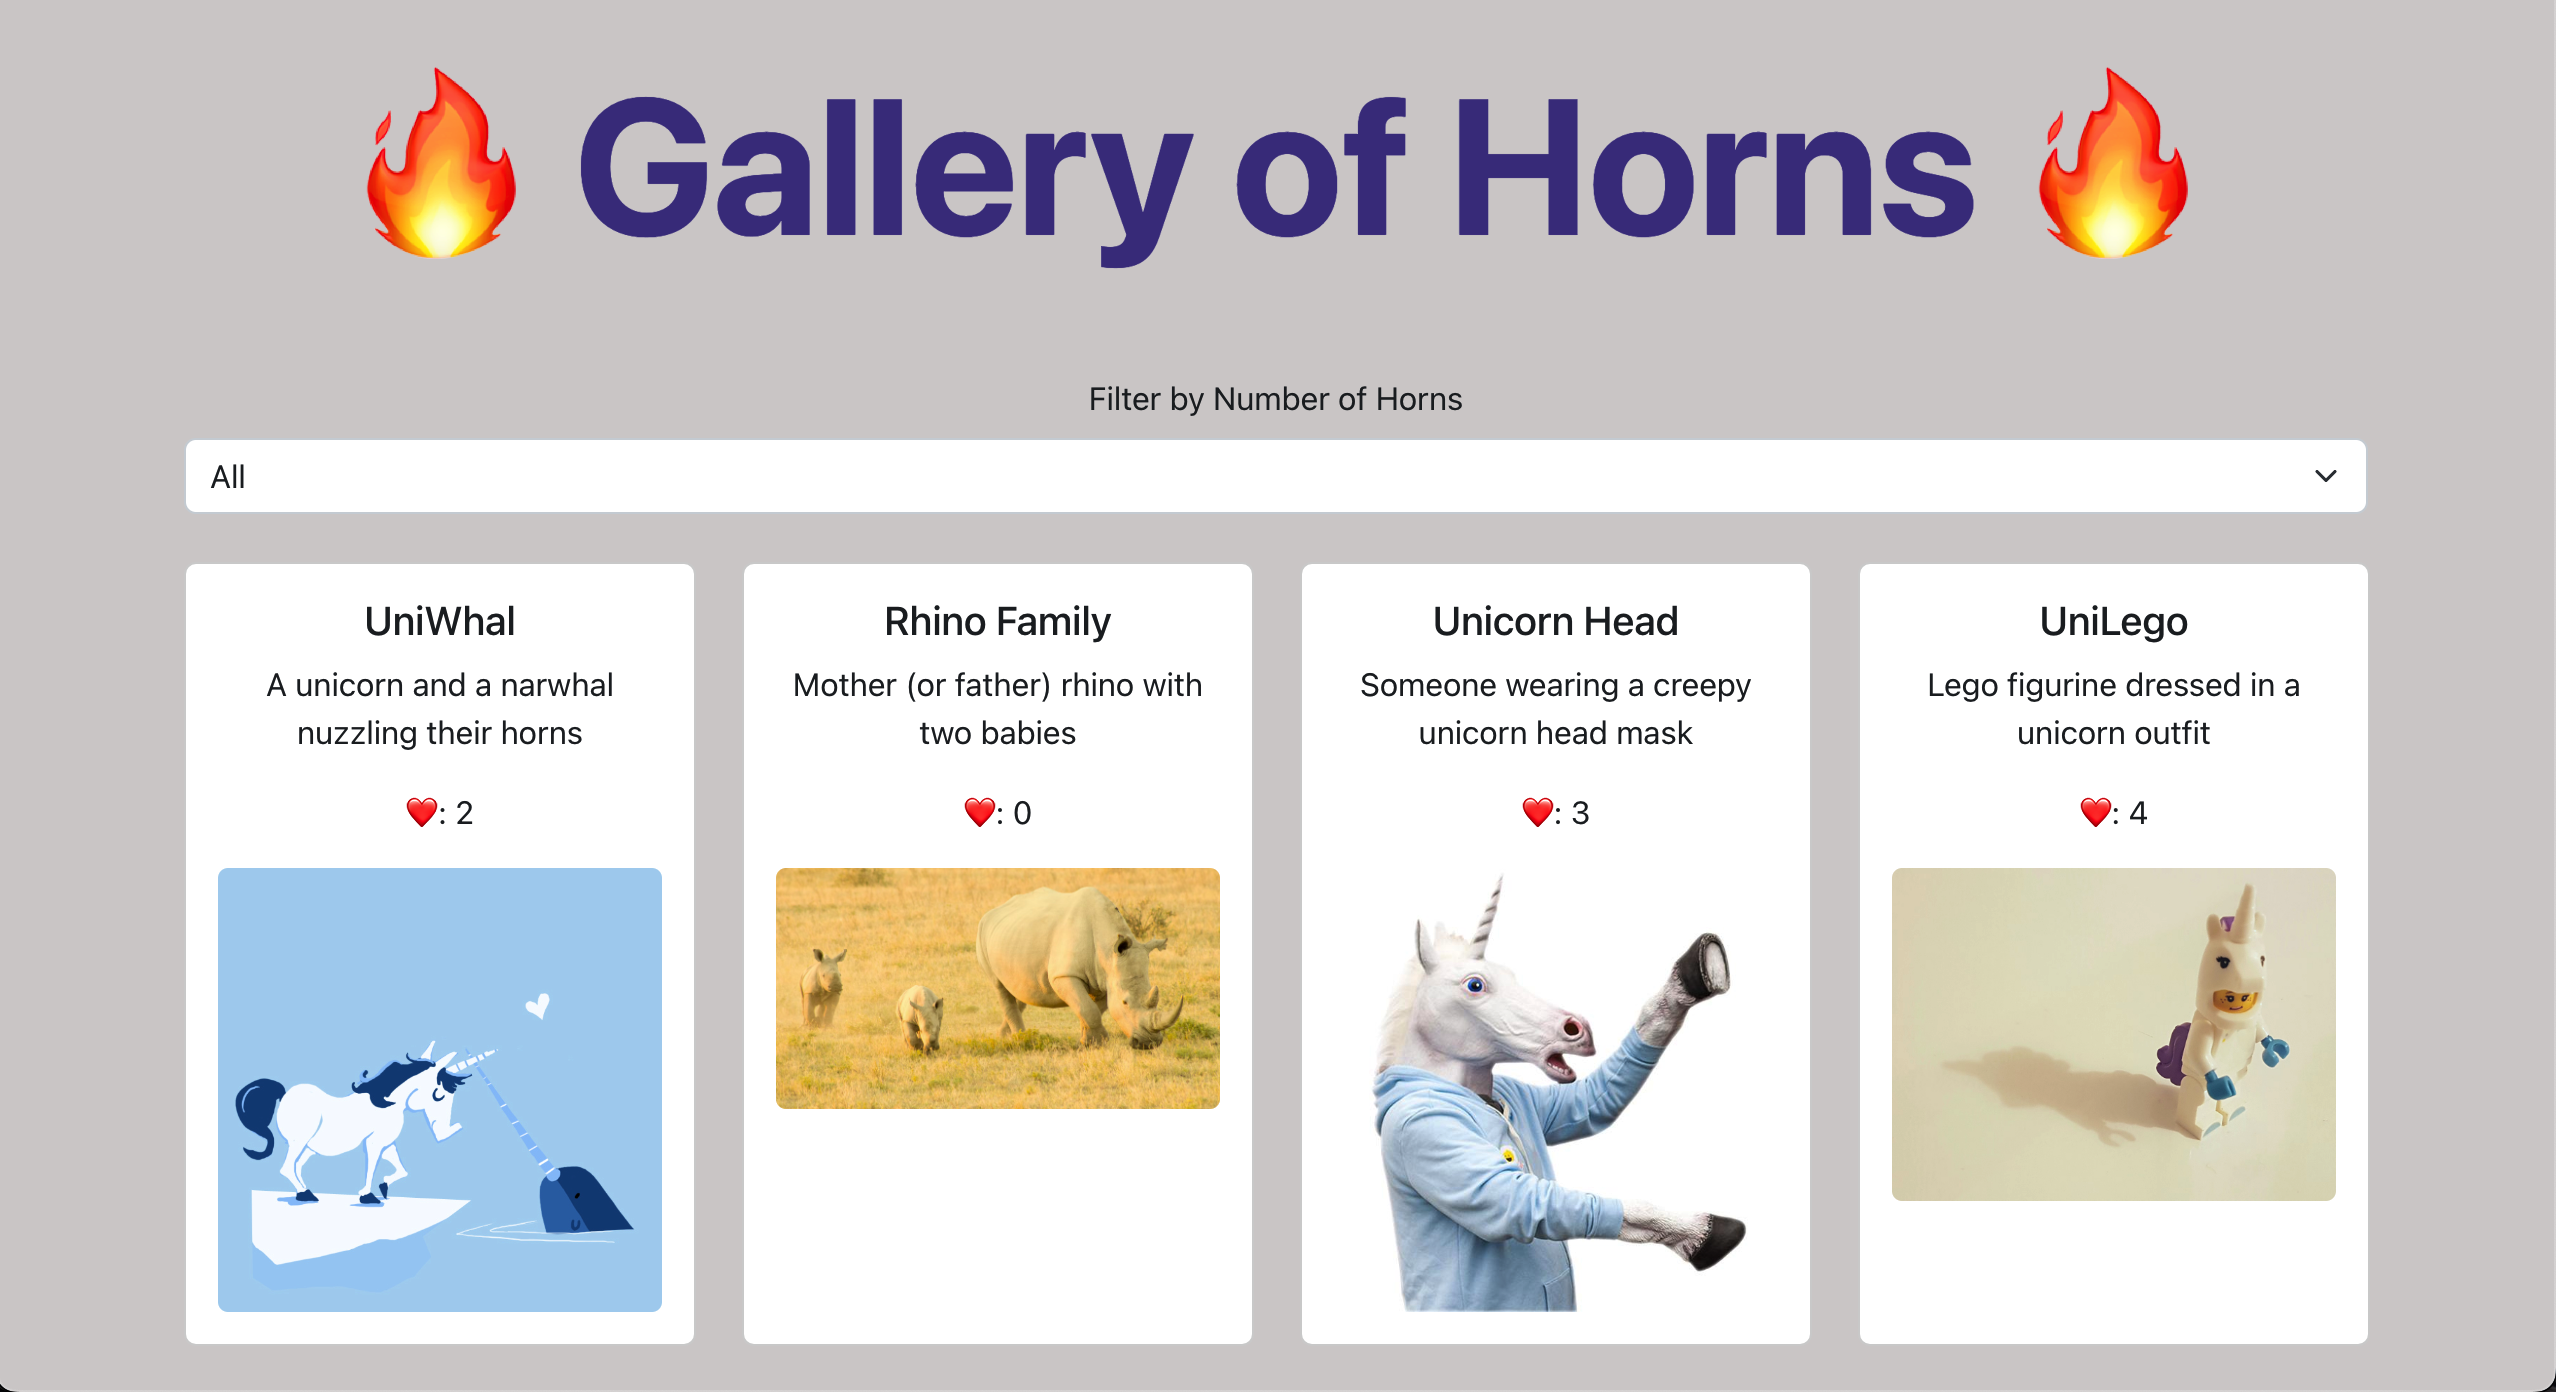 🔥 Gallery of Horns 🔥
Filter by Number of Horns
All
UniWhal
A unicorn and a narwhal
nuzzling their horns
❤️: 2
Rhino Family
Mother (or father) rhino with
two babies
❤️: 0
Unicorn Head
Someone wearing a creepy
unicorn head mask
❤️: 3
UniLego
Lego figurine dressed in a
unicorn outfit
❤️: 4